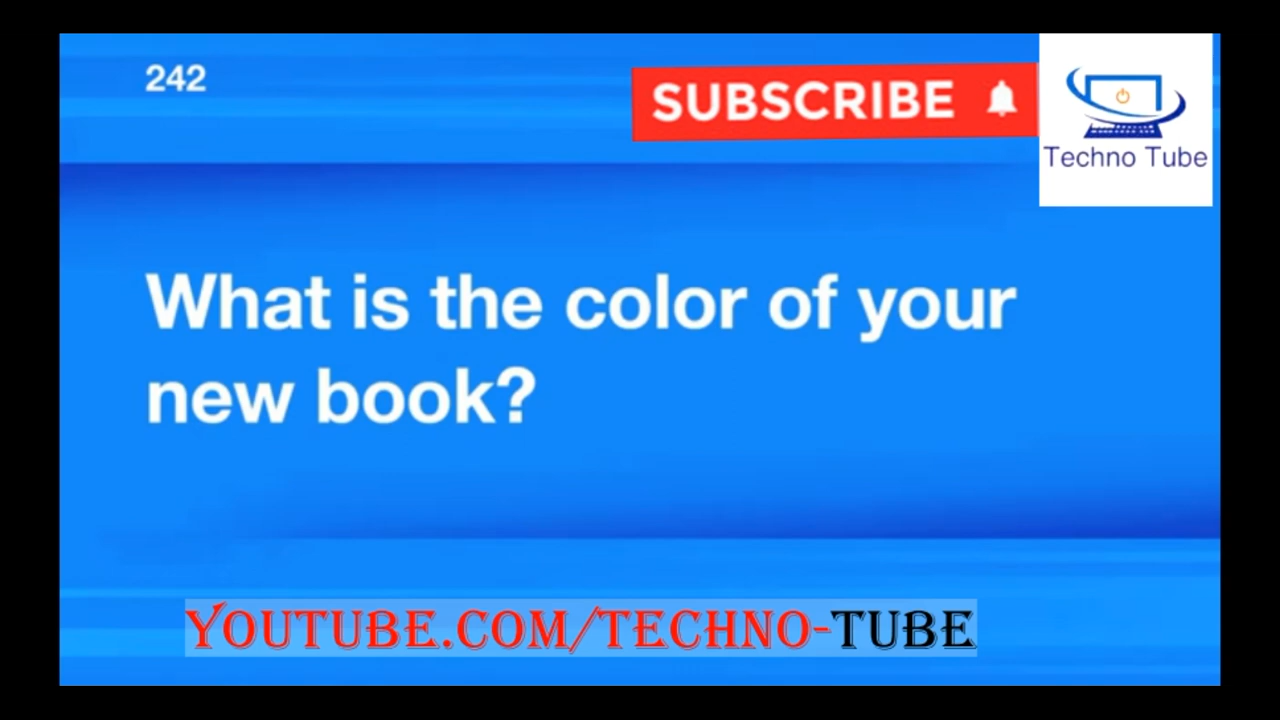 242
SUBSCRIBE
Techno Tube
What is the color of your
new book?
YOUTUBE.COM/TECHNO-TUBE